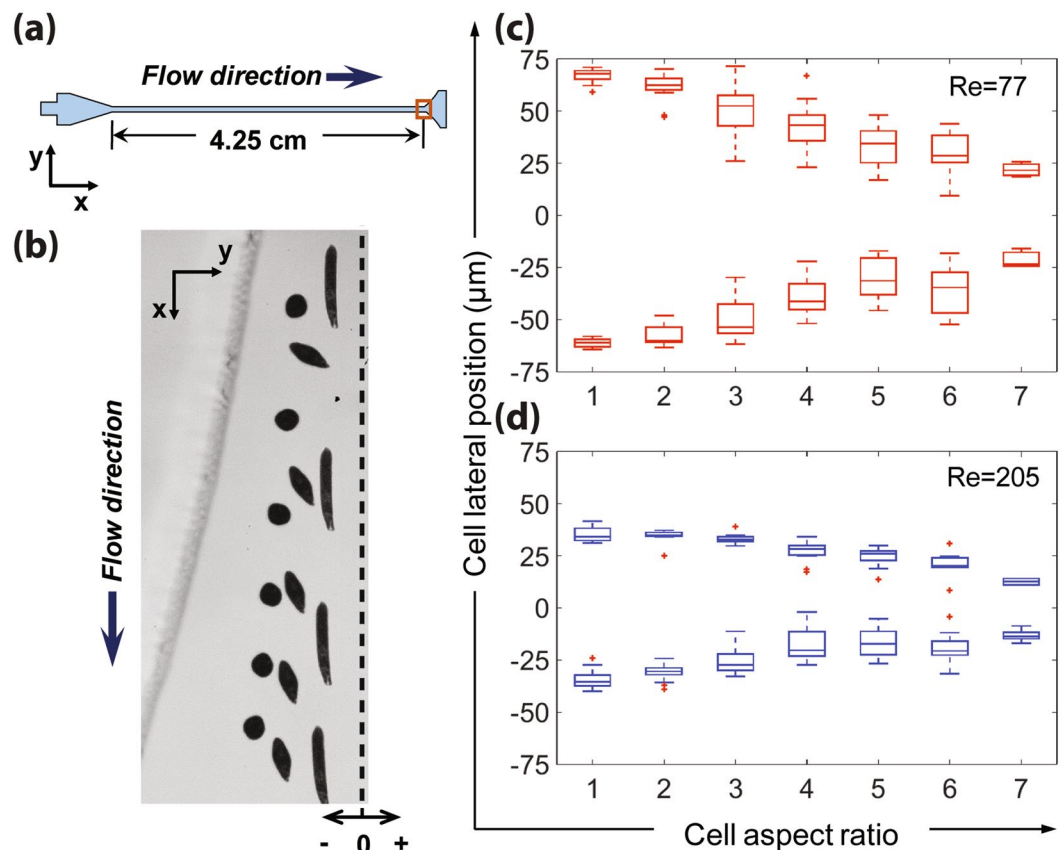 (a)
Flow direction
4.25 cm
y
x
(b)
y
x
Flow direction
- 0 +
(c)
Cell lateral position (μm)
75
50
25
0
-25
-50
-75
Re=77
1 2 3 4 5 6 7
(d)
75
50
25
0
-25
-50
-75
Re=205
1 2 3 4 5 6 7
Cell aspect ratio